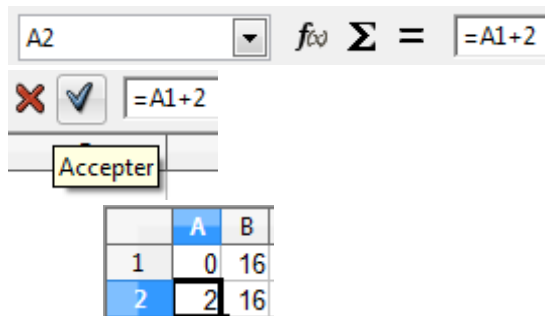 A2 f(x) Σ = =A1+2
=A1+2
Accepter
A B
1 0 16
2 2 16